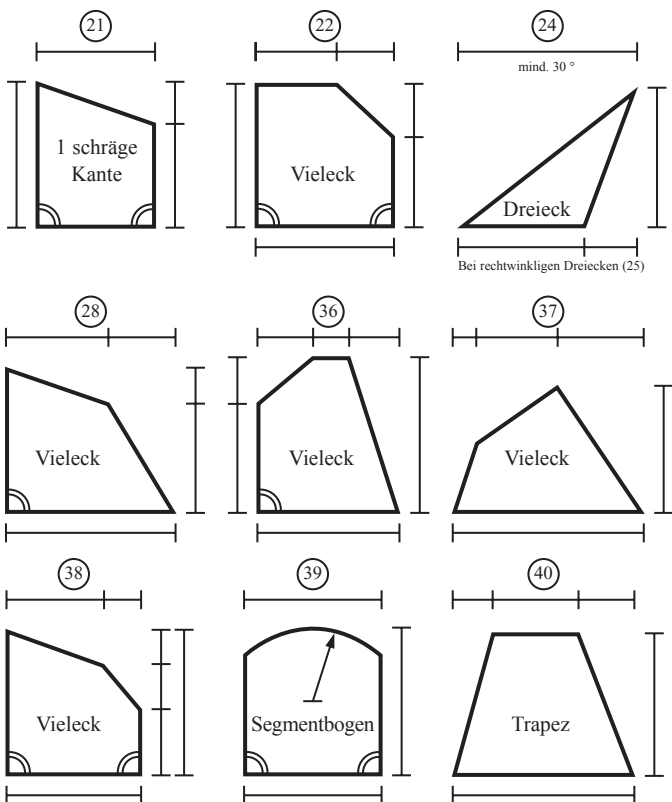 21
22
24
mind. 30 °
1 schräge
Kante
Vieleck
Dreieck
Bei rechtwinkligen Dreiecken (25)
28
36
37
Vieleck
Vieleck
Vieleck
38
39
40
Vieleck
Segmentbogen
Trapez